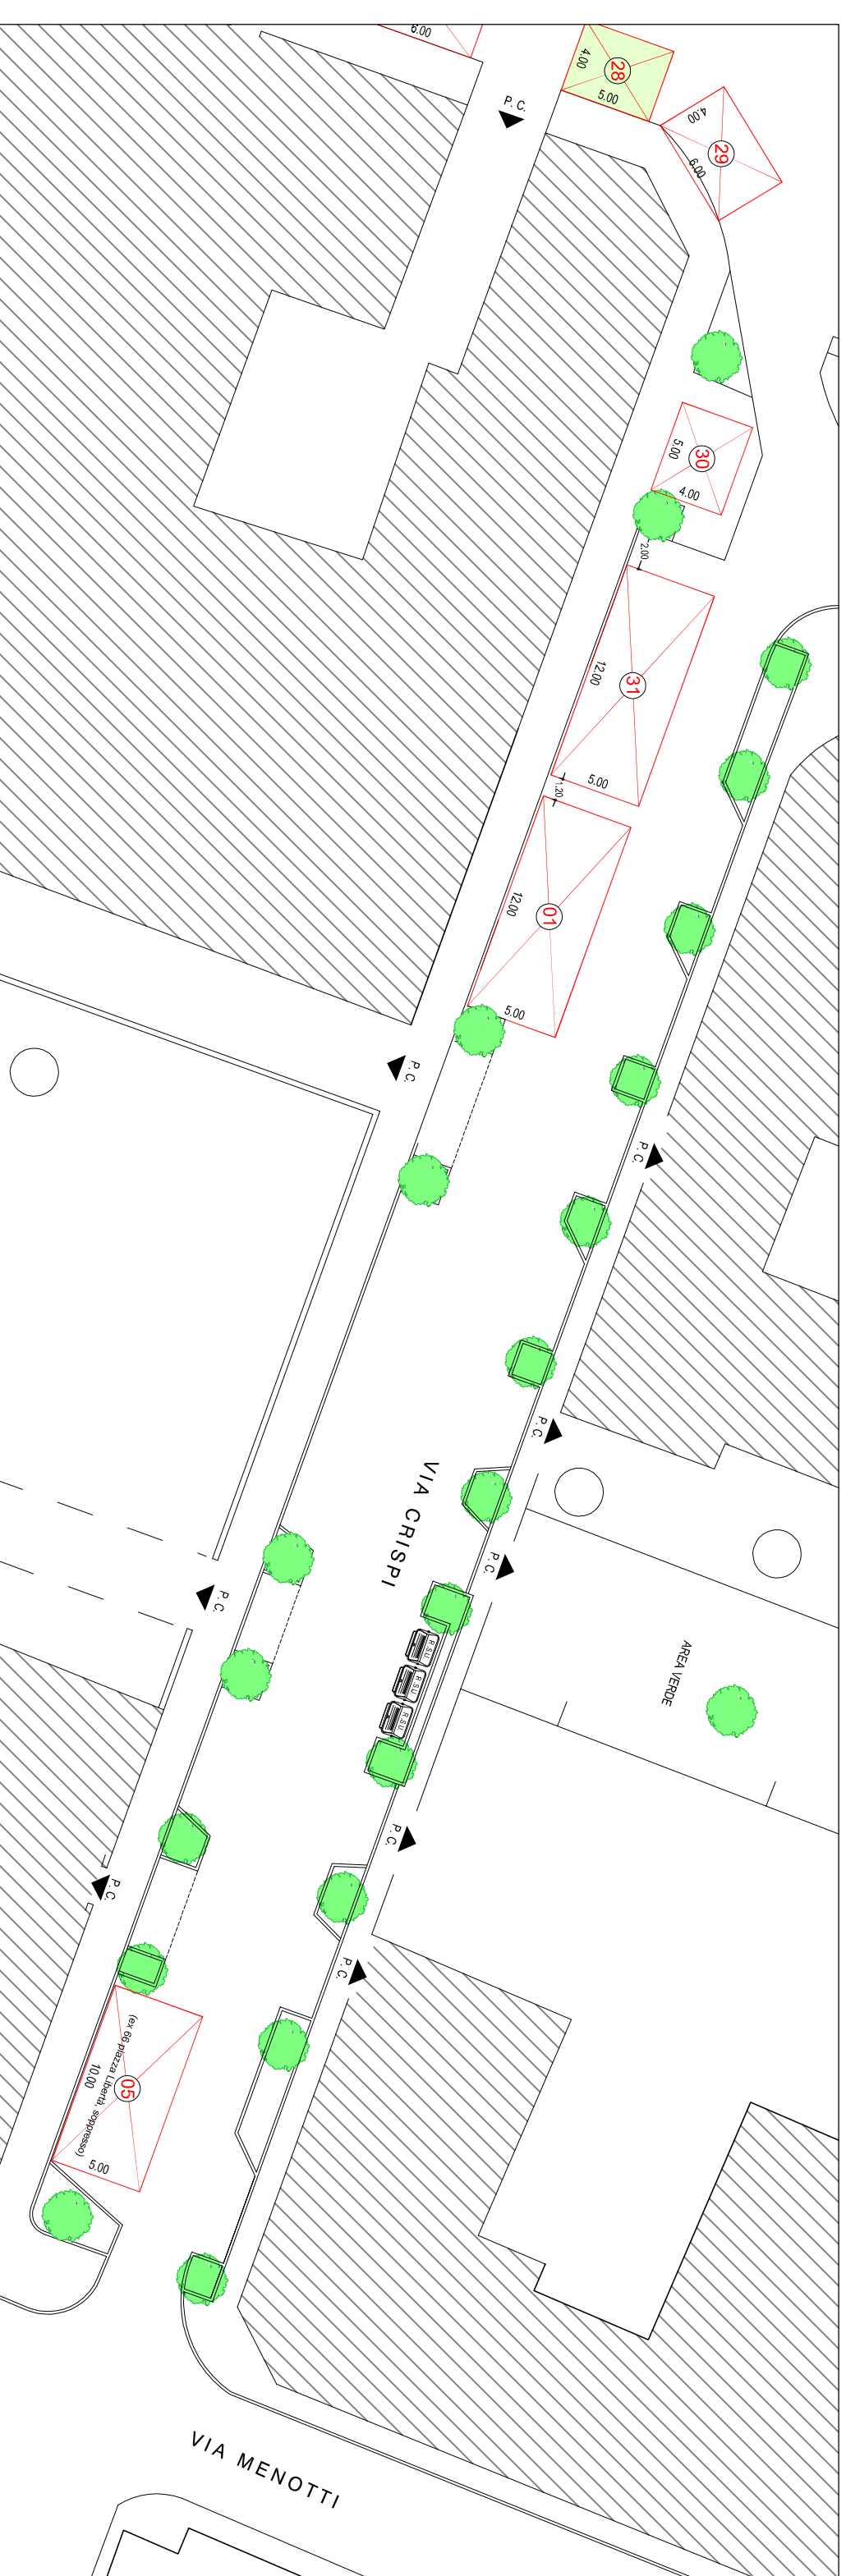 6.00
P. C.
4.00
28
5.00
4.00
29
6.00
5.00
30
4.00
2.00
12.00
31
5.00
1.20
12.00
01
5.00
P. C.
P. C.
P. C.
VIA CRISPI
P. C.
P. C.
AREA VERDE
R S U
R S U
R S U
P. C.
P. C.
P. C.
(ex 66 piazza Libertà, soppresso)
10.00
05
5.00
VIA MENOTTI